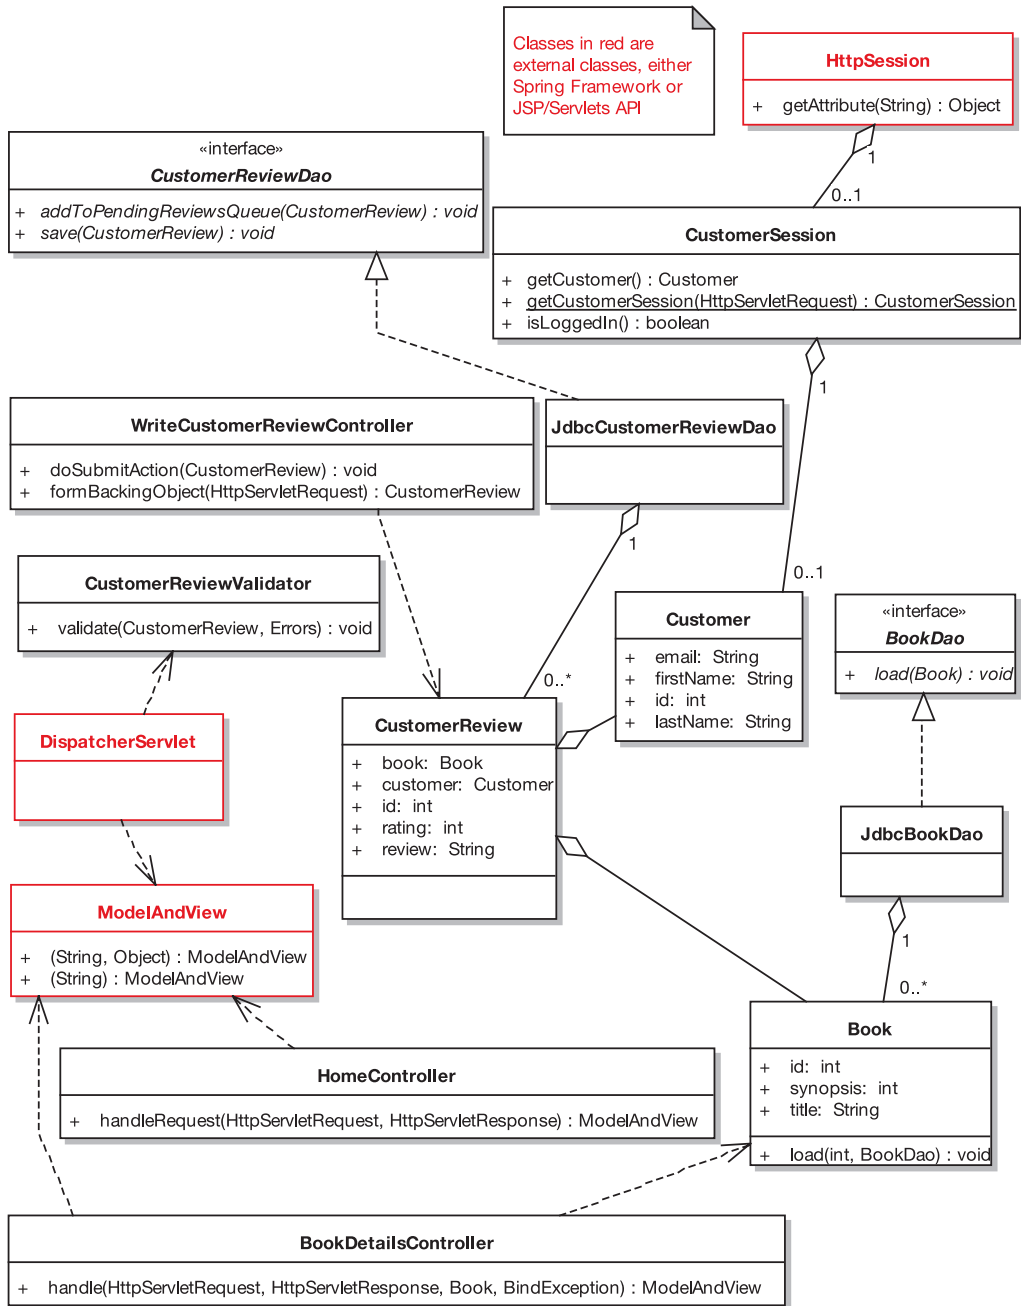 Classes in red are
external classes, either
Spring Framework or
JSP/Servlets API
HttpSession
+ getAttribute(String) : Object
1
0..1
«interface»
CustomerReviewDao
+ addToPendingReviewsQueue(CustomerReview) : void
+ save(CustomerReview) : void
CustomerSession
+ getCustomer() : Customer
+ getCustomerSession(HttpServletRequest) : CustomerSession
+ isLoggedIn() : boolean
1
0..1
WriteCustomerReviewController
+ doSubmitAction(CustomerReview) : void
+ formBackingObject(HttpServletRequest) : CustomerReview
JdbcCustomerReviewDao
1
0..*
CustomerReviewValidator
+ validate(CustomerReview, Errors) : void
Customer
+ email: String
+ firstName: String
+ id: int
+ lastName: String
«interface»
BookDao
+ load(Book) : void
DispatcherServlet
CustomerReview
+ book: Book
+ customer: Customer
+ id: int
+ rating: int
+ review: String
JdbcBookDao
1
0..*
ModelAndView
+ (String, Object) : ModelAndView
+ (String) : ModelAndView
Book
+ id: int
+ synopsis: int
+ title: String
+ load(int, BookDao) : void
HomeController
+ handleRequest(HttpServletRequest, HttpServletResponse) : ModelAndView
BookDetailsController
+ handle(HttpServletRequest, HttpServletResponse, Book, BindException) : ModelAndView